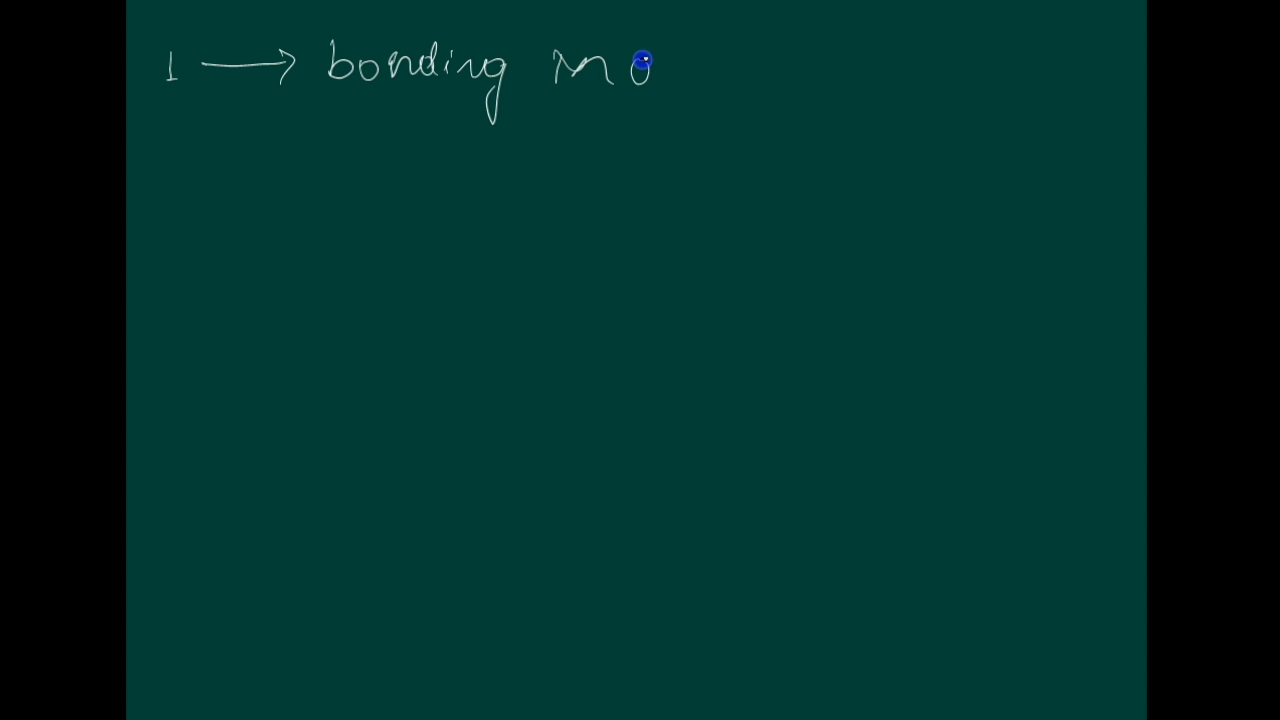 1 → bonding mo